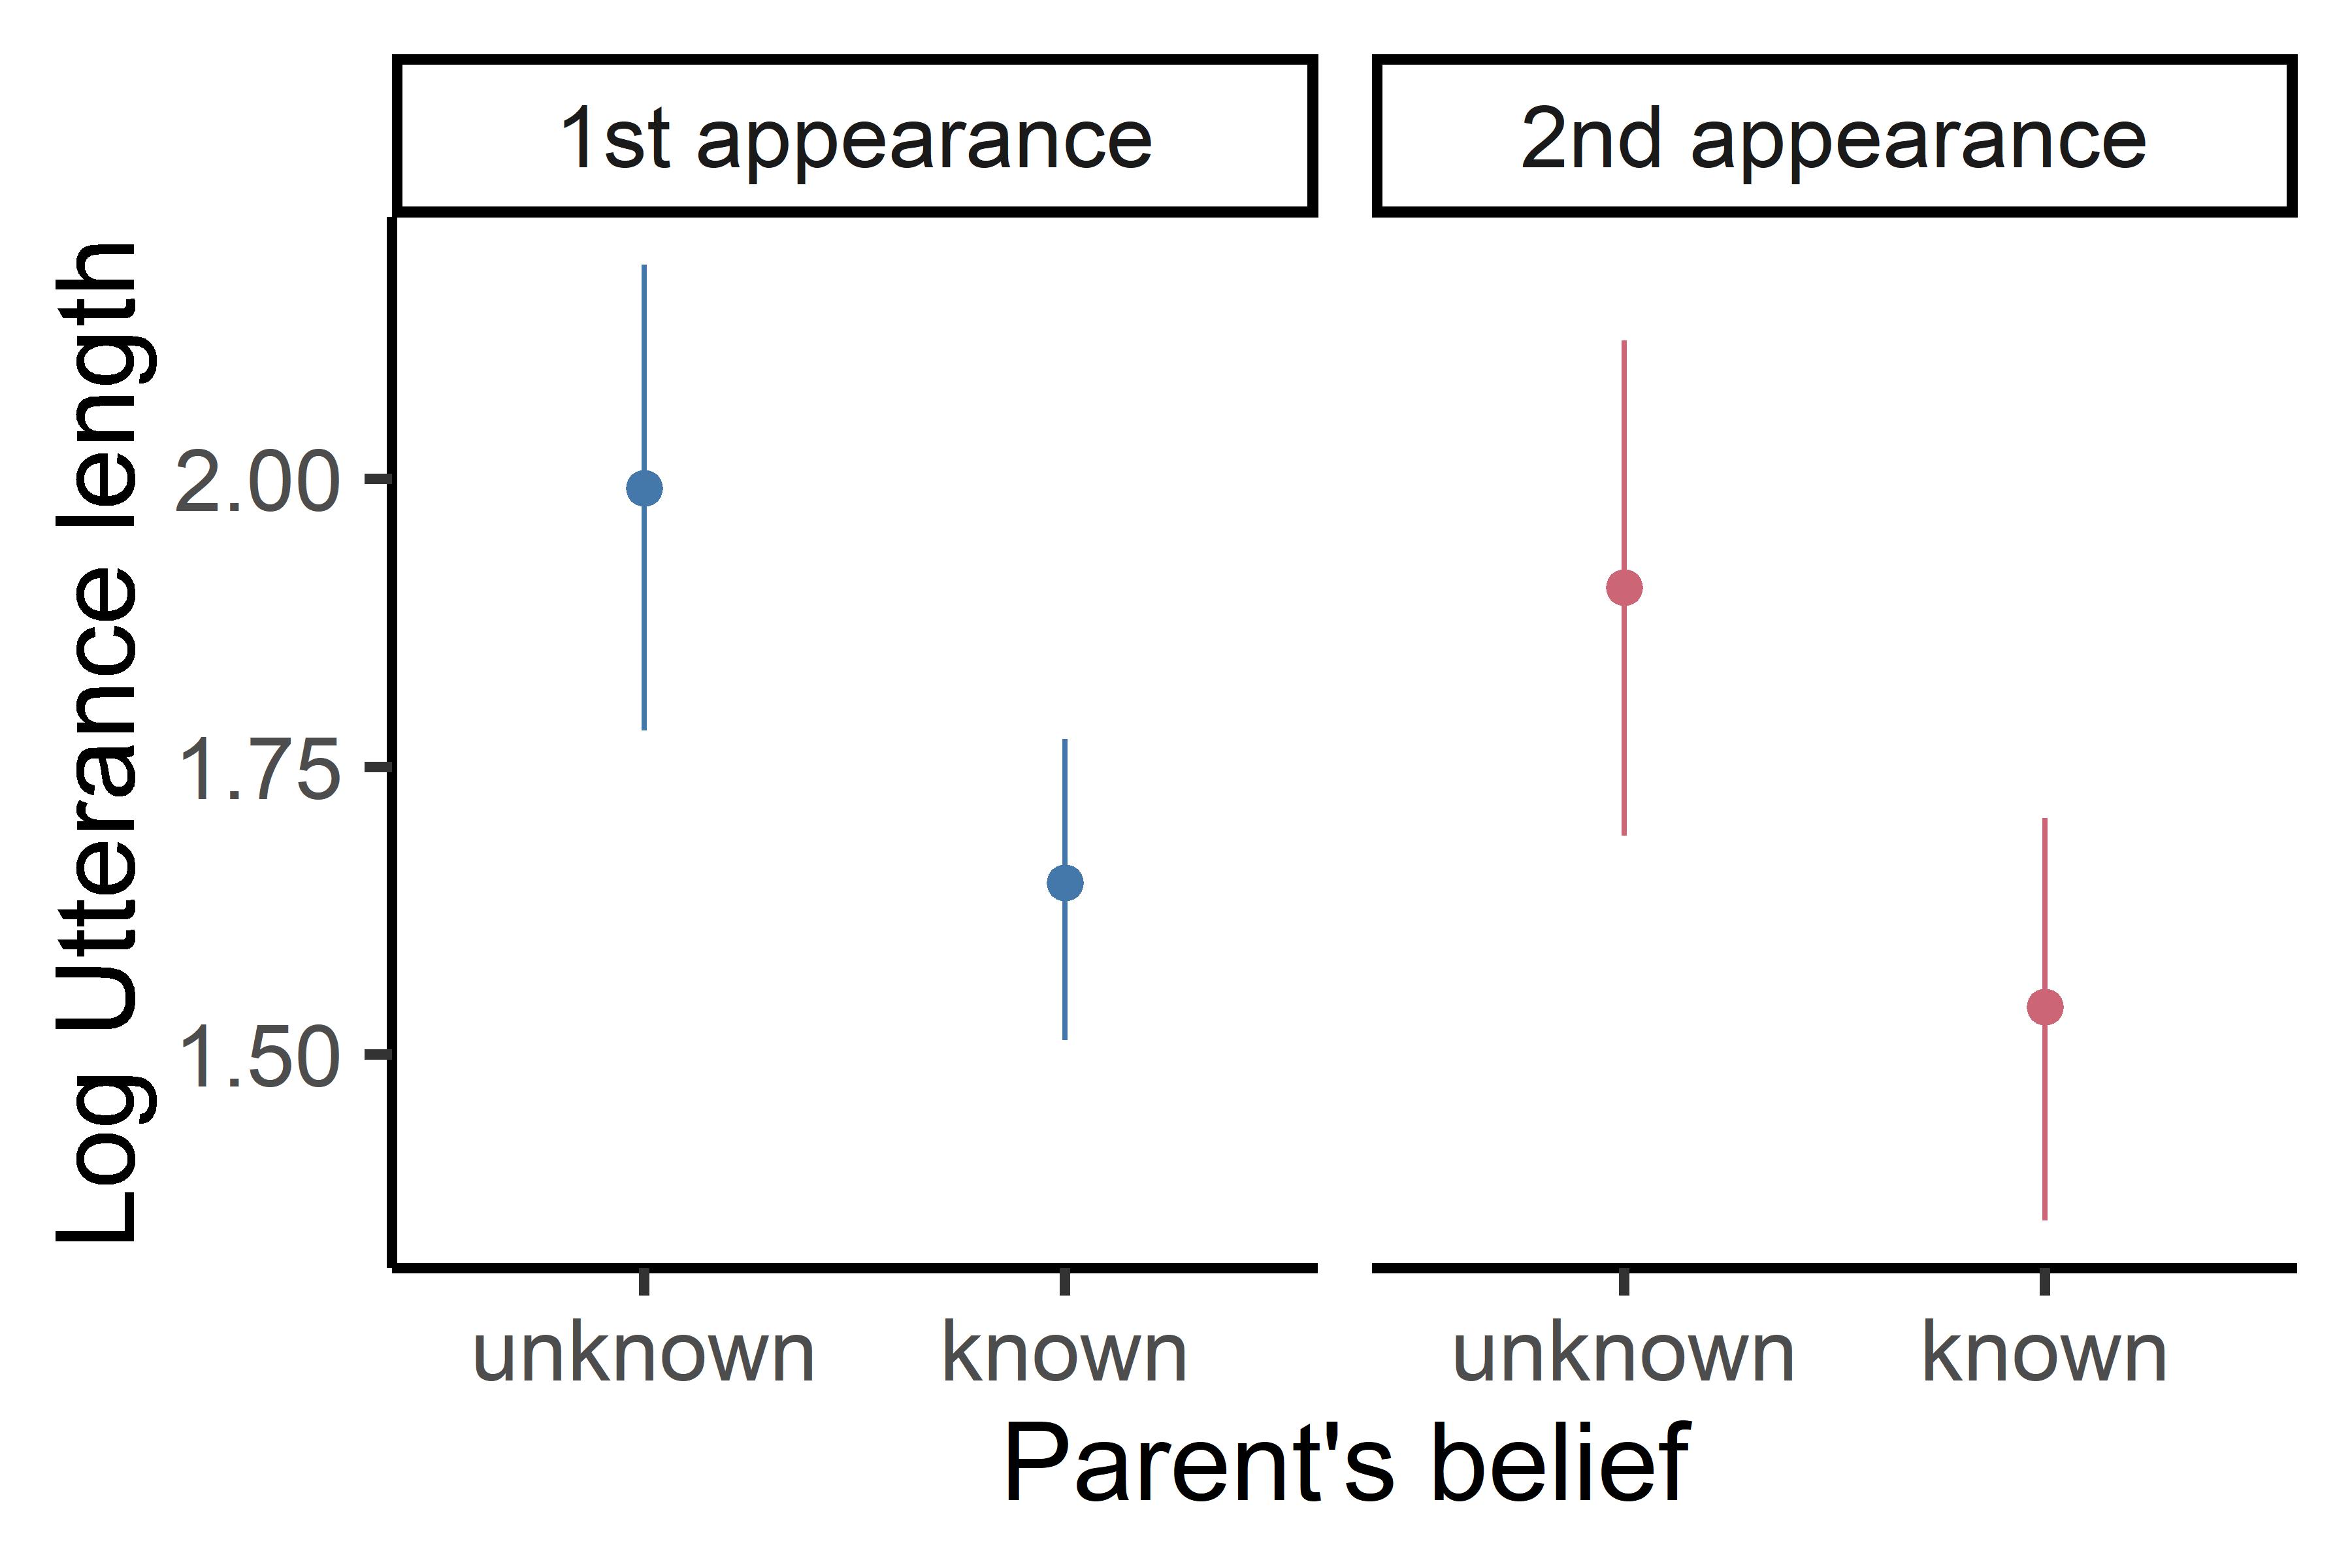 1st appearance
2nd appearance
Log Utterance length
2.00
1.75
1.50
unknown
known
unknown
known
Parent's belief